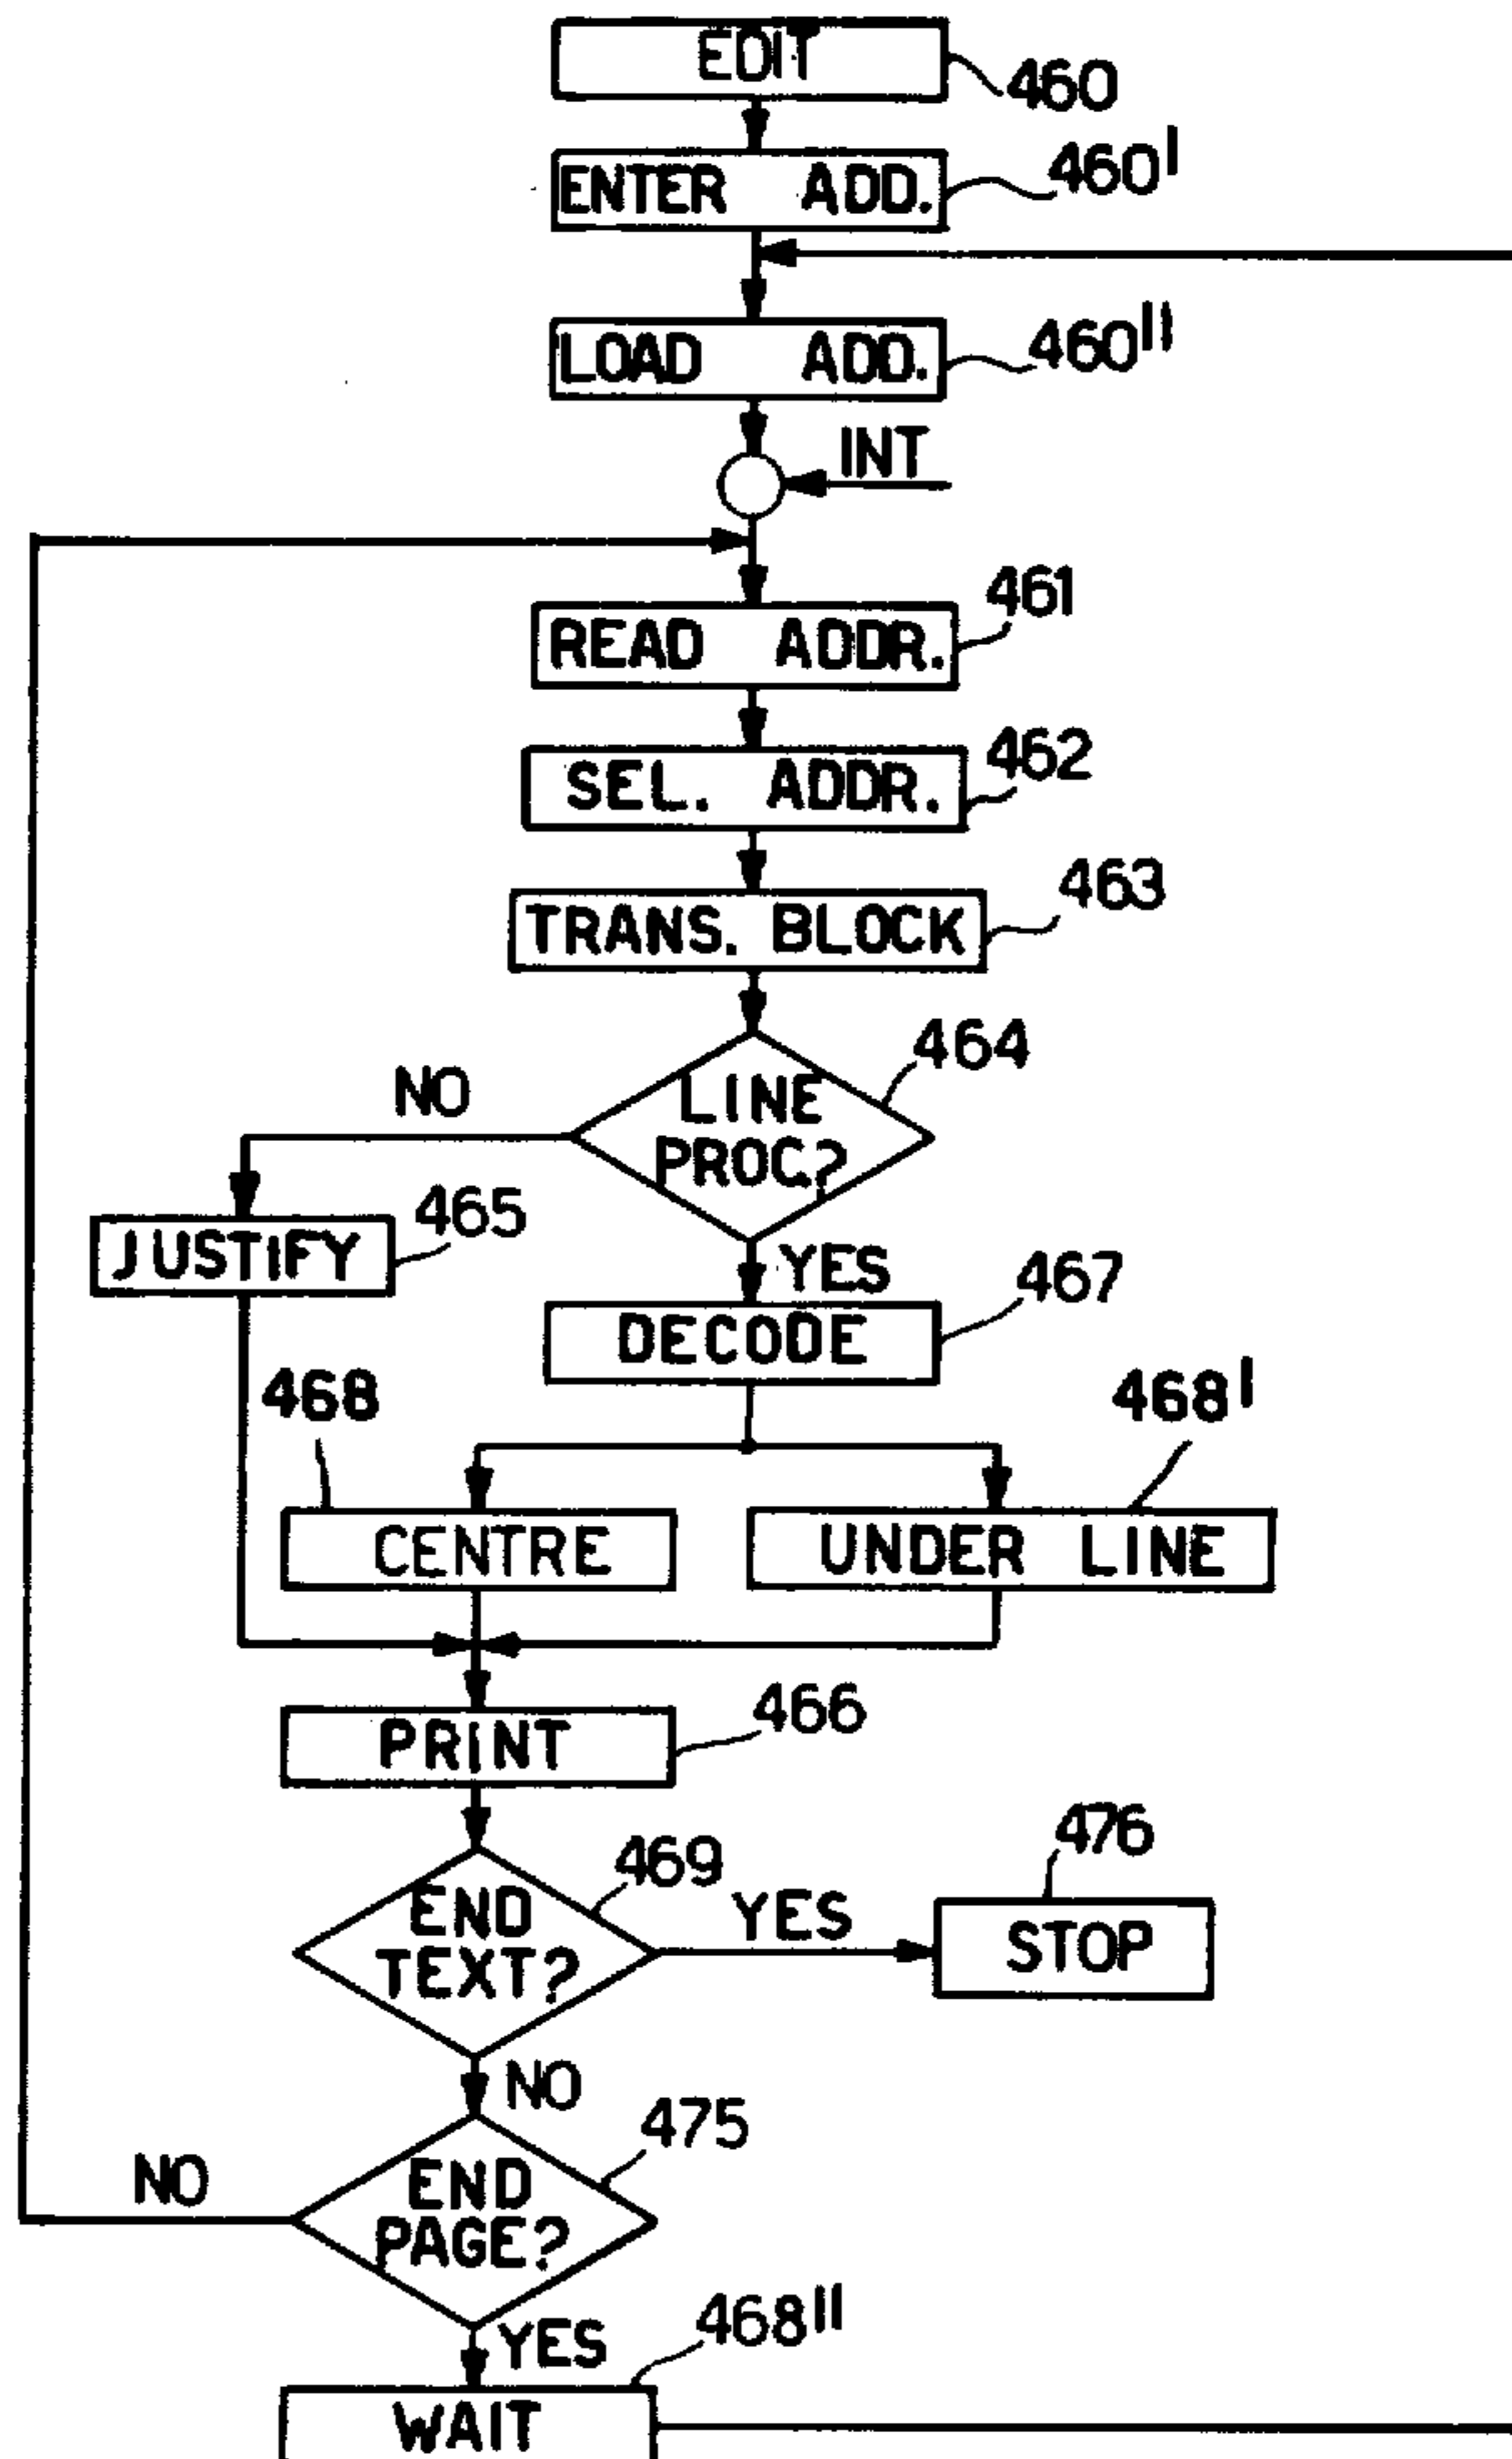 EDIT
460
ENTER ADD.
460'
LOAD ADD.
460"
INT
READ ADDR.
461
SEL. ADDR.
462
TRANS. BLOCK
463
464
NO
LINE
PROC?
465
JUSTIFY
YES
467
DECODE
468
468'
CENTRE
UNDER LINE
466
PRINT
476
469
END
TEXT?
YES
STOP
NO
475
NO
END
PAGE?
468"
YES
WAIT